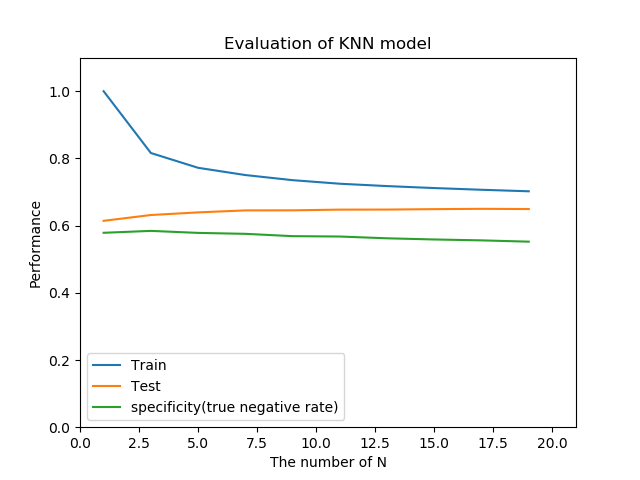 Evaluation of KNN model
Performance
1.0
0.8
0.6
0.4
0.2
0.0
Train
Test
specificity(true negative rate)
0.0 2.5 5.0 7.5 10.0 12.5 15.0 17.5 20.0
The number of N